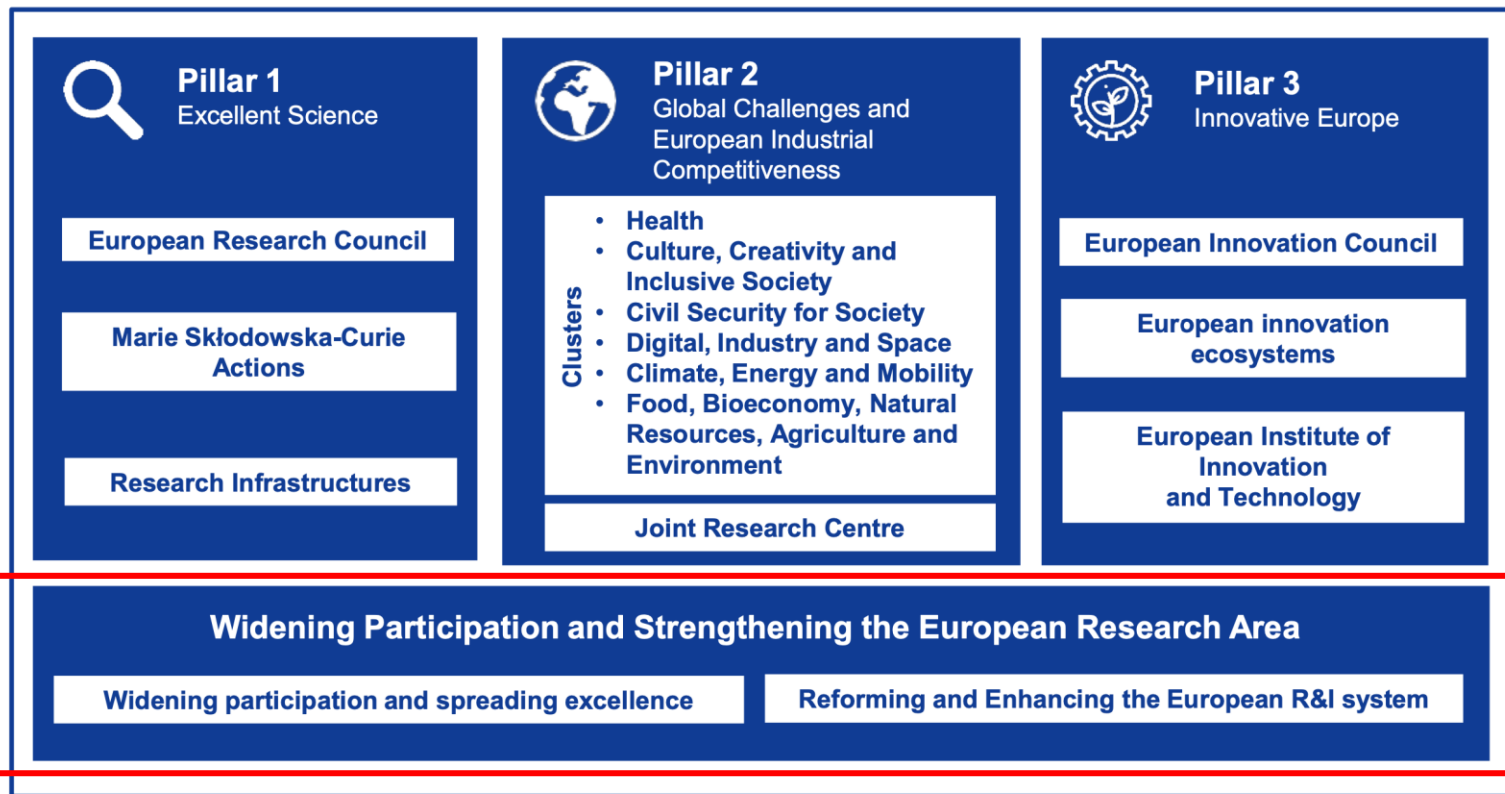 Pillar 1
Excellent Science
European Research Council
Marie Skłodowska-Curie
Actions
Research Infrastructures
Pillar 2
Global Challenges and
European Industrial
Competitiveness
Clusters
• Health
• Culture, Creativity and
Inclusive Society
• Civil Security for Society
• Digital, Industry and Space
• Climate, Energy and Mobility
• Food, Bioeconomy, Natural
Resources, Agriculture and
Environment
Joint Research Centre
Pillar 3
Innovative Europe
European Innovation Council
European innovation
ecosystems
European Institute of
Innovation
and Technology
Widening Participation and Strengthening the European Research Area
Widening participation and spreading excellence
Reforming and Enhancing the European R&I system